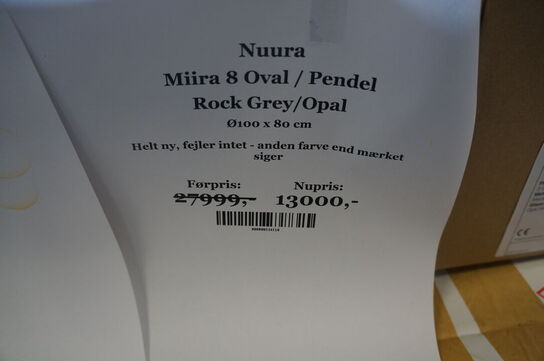 Nuura
Miira 8 Oval / Pendel
Rock Grey/Opal
Ø100 x 80 cm
Helt ny, fejler intet - anden farve end mærket
siger
Førpris: Nupris:
27999,- 13000,-
CE